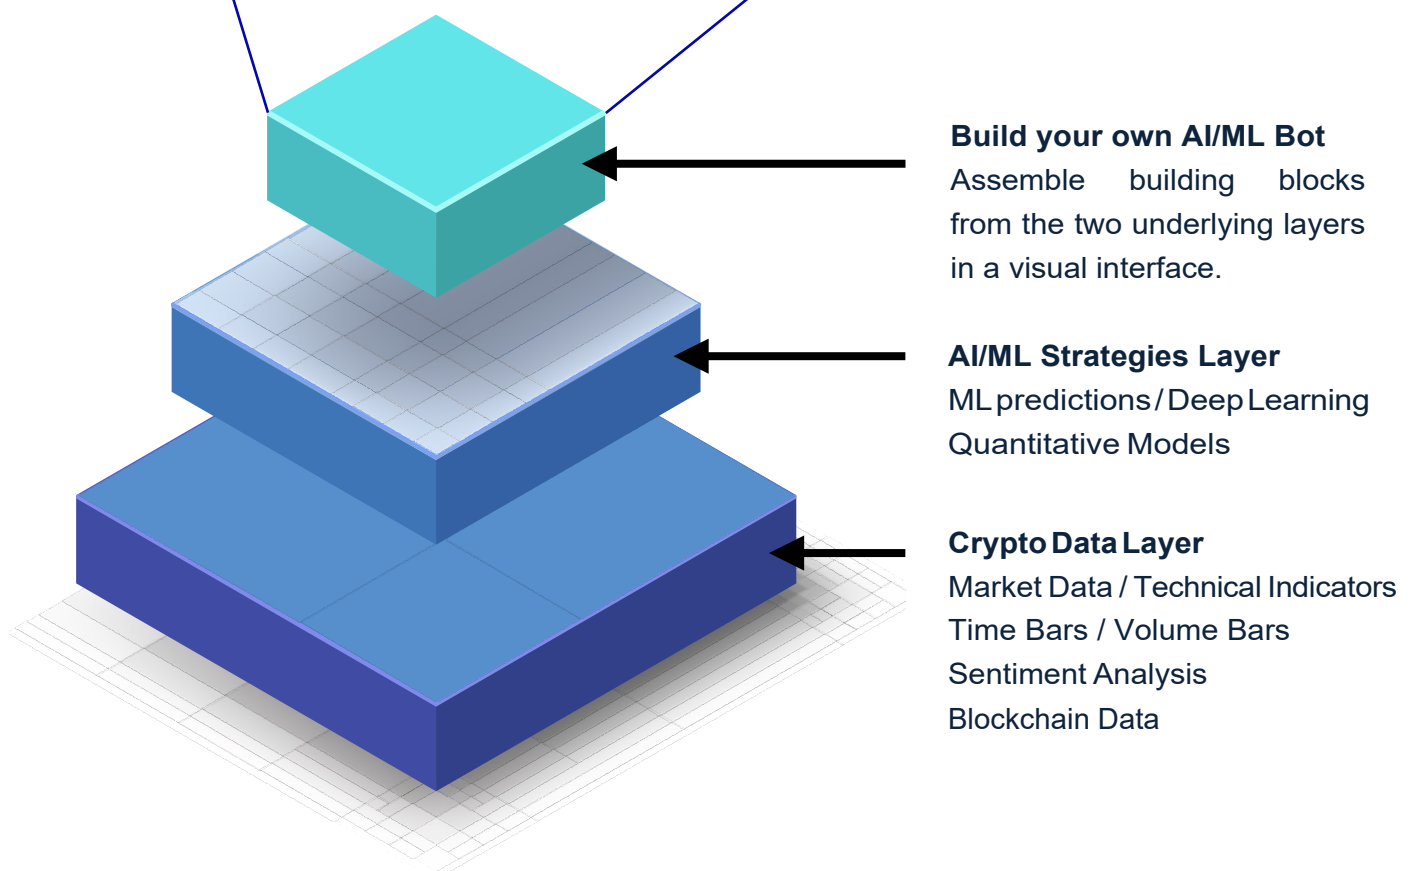 Build your own AI/ML Bot
Assemble building blocks
from the two underlying layers
in a visual interface.
AI/ML Strategies Layer
ML predictions / Deep Learning
Quantitative Models
Crypto Data Layer
Market Data / Technical Indicators
Time Bars / Volume Bars
Sentiment Analysis
Blockchain Data